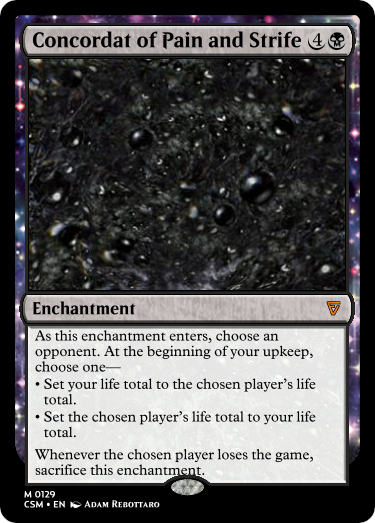 Concordat of Pain and Strife 4
Enchantment
As this enchantment enters, choose an
opponent. At the beginning of your upkeep,
choose one—
• Set your life total to the chosen player's life
total.
• Set the chosen player's life total to your life
total.
Whenever the chosen player loses the game,
sacrifice this enchantment.
M 0129
CSM • EN Adam Rebottaro